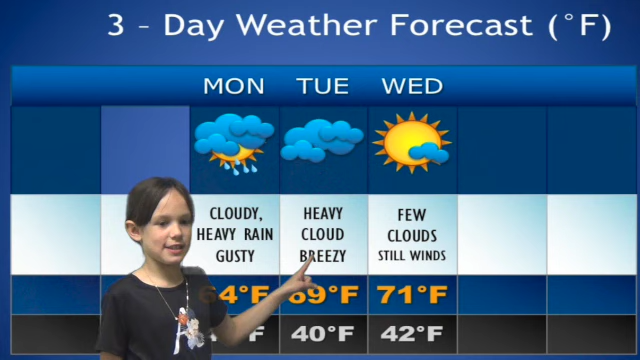 3 - Day Weather Forecast (°F)
MON TUE WED
CLOUDY, HEAVY RAIN GUSTY
HEAVY CLOUD BREEZY
FEW CLOUDS STILL WINDS
64°F 69°F 71°F
40°F 42°F